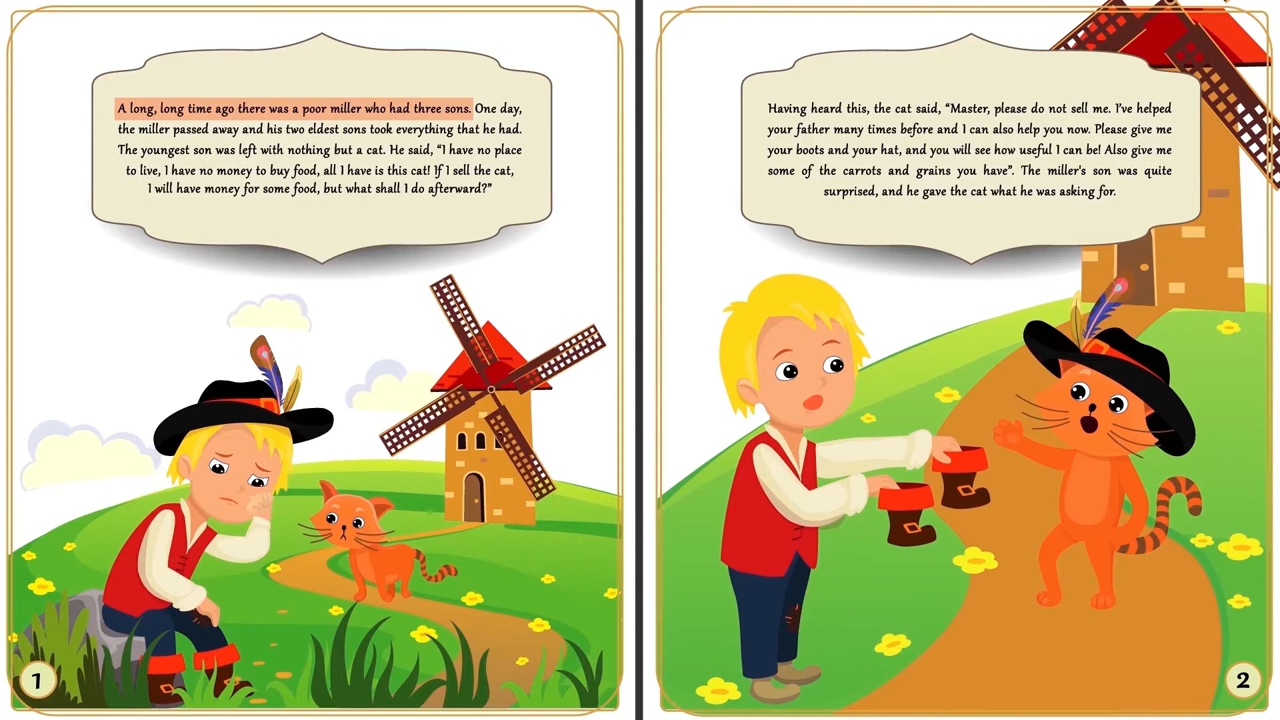 A long, long time ago there was a poor miller who had three sons. One day,
the miller passed away and his two eldest sons took everything that he had.
The youngest son was left with nothing but a cat. He said, “I have no place
to live, I have no money to buy food, all I have is this cat! If I sell the cat,
I will have money for some food, but what shall I do afterward?”
1
Having heard this, the cat said, “Master, please do not sell me. I’ve helped
your father many times before and I can also help you now. Please give me
your boots and your hat, and you will see how useful I can be! Also give me
some of the carrots and grains you have”. The miller's son was quite
surprised, and he gave the cat what he was asking for.
2